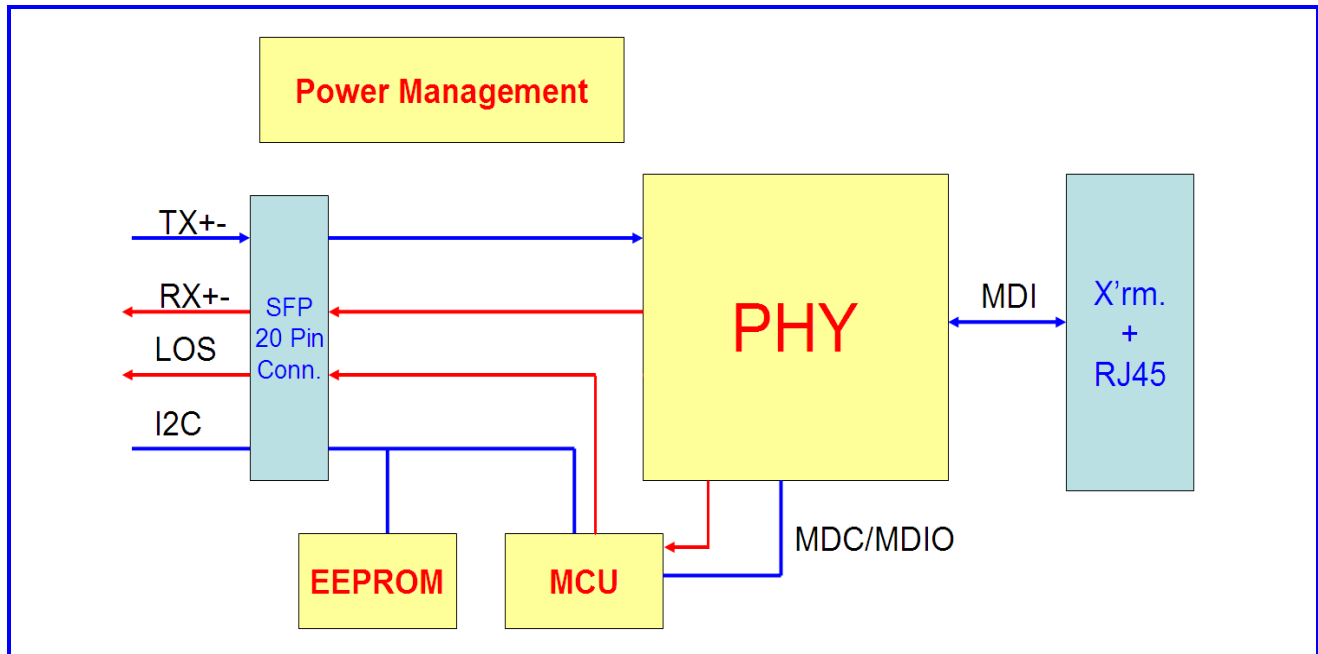 Power Management
TX+-
RX+-
LOS
I2C
SFP
20 Pin
Conn.
PHY
MDI
X'rm.
+
RJ45
MDC/MDIO
EEPROM
MCU